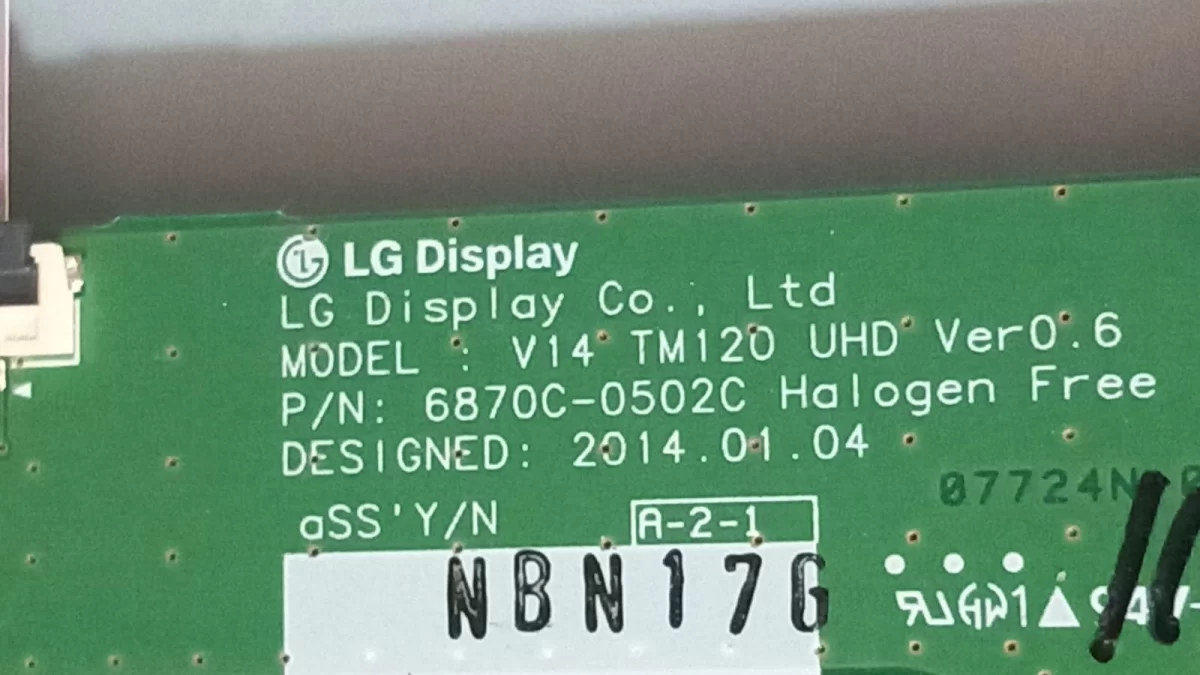 LG Display
LG Display Co., Ltd
MODEL : V14 TM120 UHD Ver0.6
P/N: 6870C-0502C Halogen Free
DESIGNED: 2014.01.04
aSS'Y/N A-2-1
07724N
NBN17G